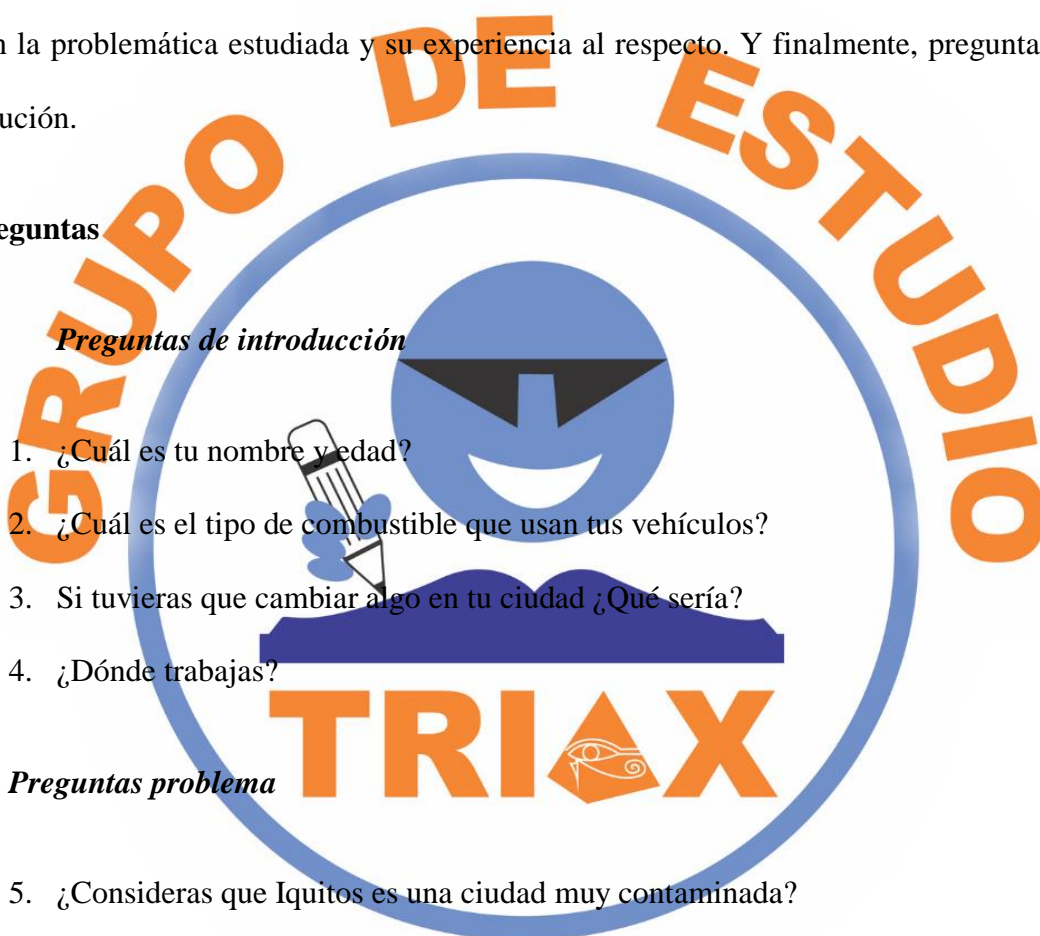 n la problemática estudiada y su experiencia al respecto. Y finalmente, pregunta
ución.
eguntas
Preguntas de introducción
1. ¿Cuál es tu nombre y edad?
2. ¿Cuál es el tipo de combustible que usan tus vehículos?
3. Si tuvieras que cambiar algo en tu ciudad ¿Qué sería?
4. ¿Dónde trabajas?
Preguntas problema
5. ¿Consideras que Iquitos es una ciudad muy contaminada?
GRUPO DE ESTUDIO
TRIAX